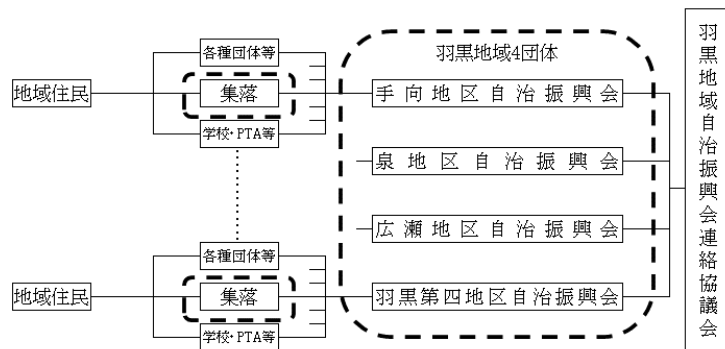 各種団体等
羽黒地域4団体
地域住民
集落
手向地区自治振興会
学校・PTA等
泉地区自治振興会
広瀬地区自治振興会
各種団体等
地域住民
集落
羽黒第四地区自治振興会
学校・PTA等
羽黒地域自治振興会連絡協議会